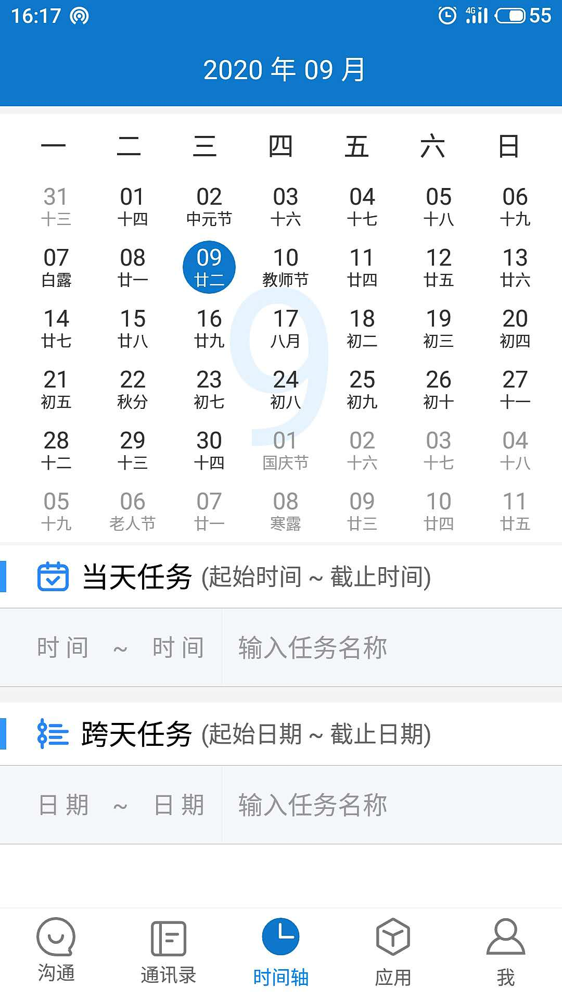 16:17 4G 55
2020 年 09 月
一 二 三 四 五 六 日
31 01 02 03 04 05 06
十三 十四 中元节 十六 十七 十八 十九
07 08 09 10 11 12 13
白露 廿一 廿二 教师节 廿四 廿五 廿六
14 15 16 17 18 19 20
廿七 廿八 廿九 八月 初二 初三 初四
21 22 23 24 25 26 27
初五 秋分 初七 初八 初九 初十 十一
28 29 30 01 02 03 04
十二 十三 十四 国庆节 十六 十七 十八
05 06 07 08 09 10 11
十九 老人节 廿一 寒露 廿三 廿四 廿五
9
当天任务 (起始时间 ~ 截止时间)
时间 ~ 时间 输入任务名称
跨天任务 (起始日期 ~ 截止日期)
日期 ~ 日期 输入任务名称
沟通 通讯录 时间轴 应用 我